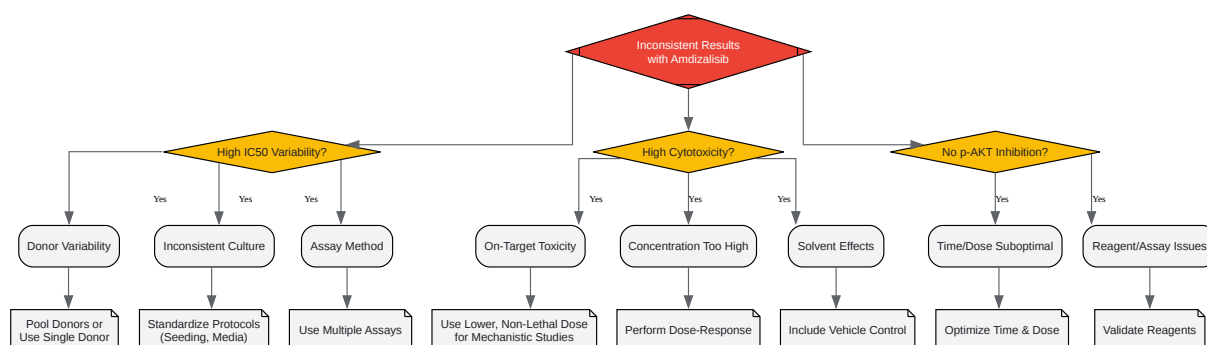 Inconsistent Results
with Amdizalisib
High IC50 Variability?
High Cytotoxicity?
No p-AKT Inhibition?
Yes
Yes
Yes
Yes
Yes
Yes
Yes
Yes
Donor Variability
Inconsistent Culture
Assay Method
On-Target Toxicity
Concentration Too High
Solvent Effects
Time/Dose Suboptimal
Reagent/Assay Issues
Pool Donors or
Use Single Donor
Standardize Protocols
(Seeding, Media)
Use Multiple Assays
Use Lower, Non-Lethal Dose
for Mechanistic Studies
Perform Dose-Response
Include Vehicle Control
Optimize Time & Dose
Validate Reagents